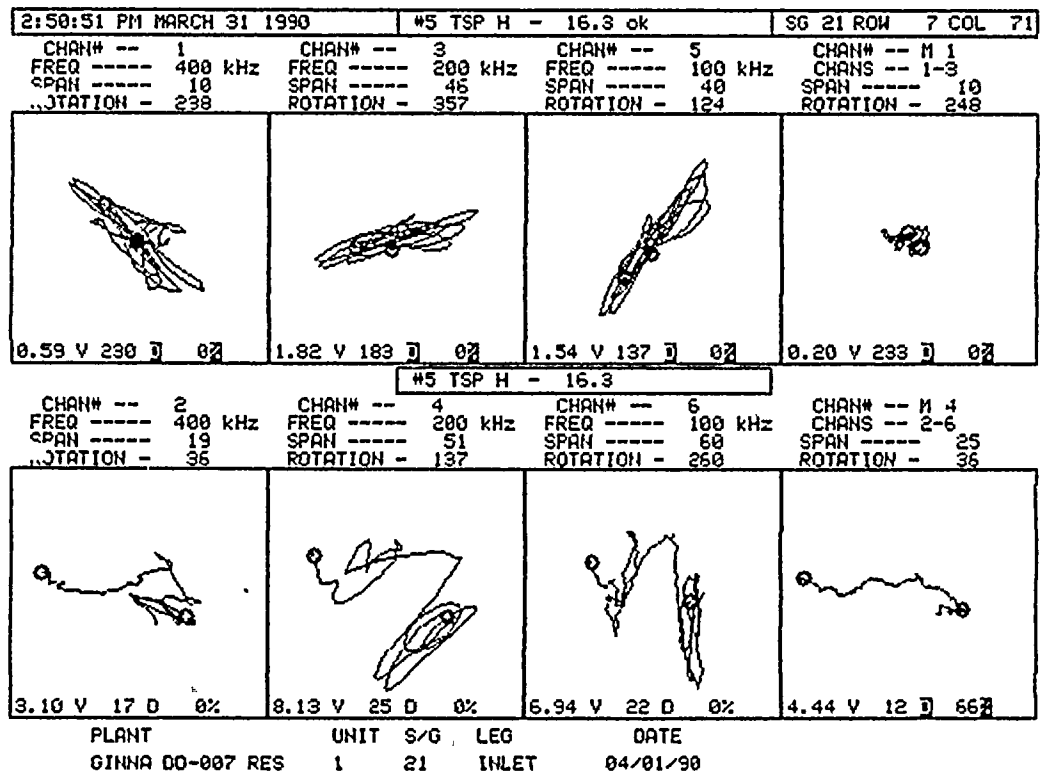 2:50:51 PM MARCH 31 1990 #5 TSP H - 16.3 ok SG 21 ROW 7 COL 71
CHAN# -- 1 CHAN# -- 3 CHAN# -- 5 CHAN# -- M 1
FREQ ----- 400 kHz FREQ ----- 200 kHz FREQ ----- 100 kHz CHANS -- 1-3
SPAN ----- 10 SPAN ----- 46 SPAN ----- 40 SPAN ----- 10
OTATION - 238 ROTATION - 357 ROTATION - 124 ROTATION - 248
0.59 V 230 D 0% 1.82 V 183 D 0% 1.54 V 137 D 0% 0.20 V 233 D 0%
#5 TSP H - 16.3
CHAN# -- 2 CHAN# -- 4 CHAN# -- 6 CHAN# -- M 4
FREQ ----- 400 kHz FREQ ----- 200 kHz FREQ ----- 100 kHz CHANS -- 2-6
SPAN ----- 19 SPAN ----- 51 SPAN ----- 60 SPAN ----- 25
OTATION - 36 ROTATION - 137 ROTATION - 260 ROTATION - 36
3.10 V 17 D 0% 8.13 V 25 D 0% 6.94 V 22 D 0% 4.44 V 12 D 66%
PLANT UNIT S/G LEG DATE
GINNA DD-007 RES 1 21 INLET 04/01/90